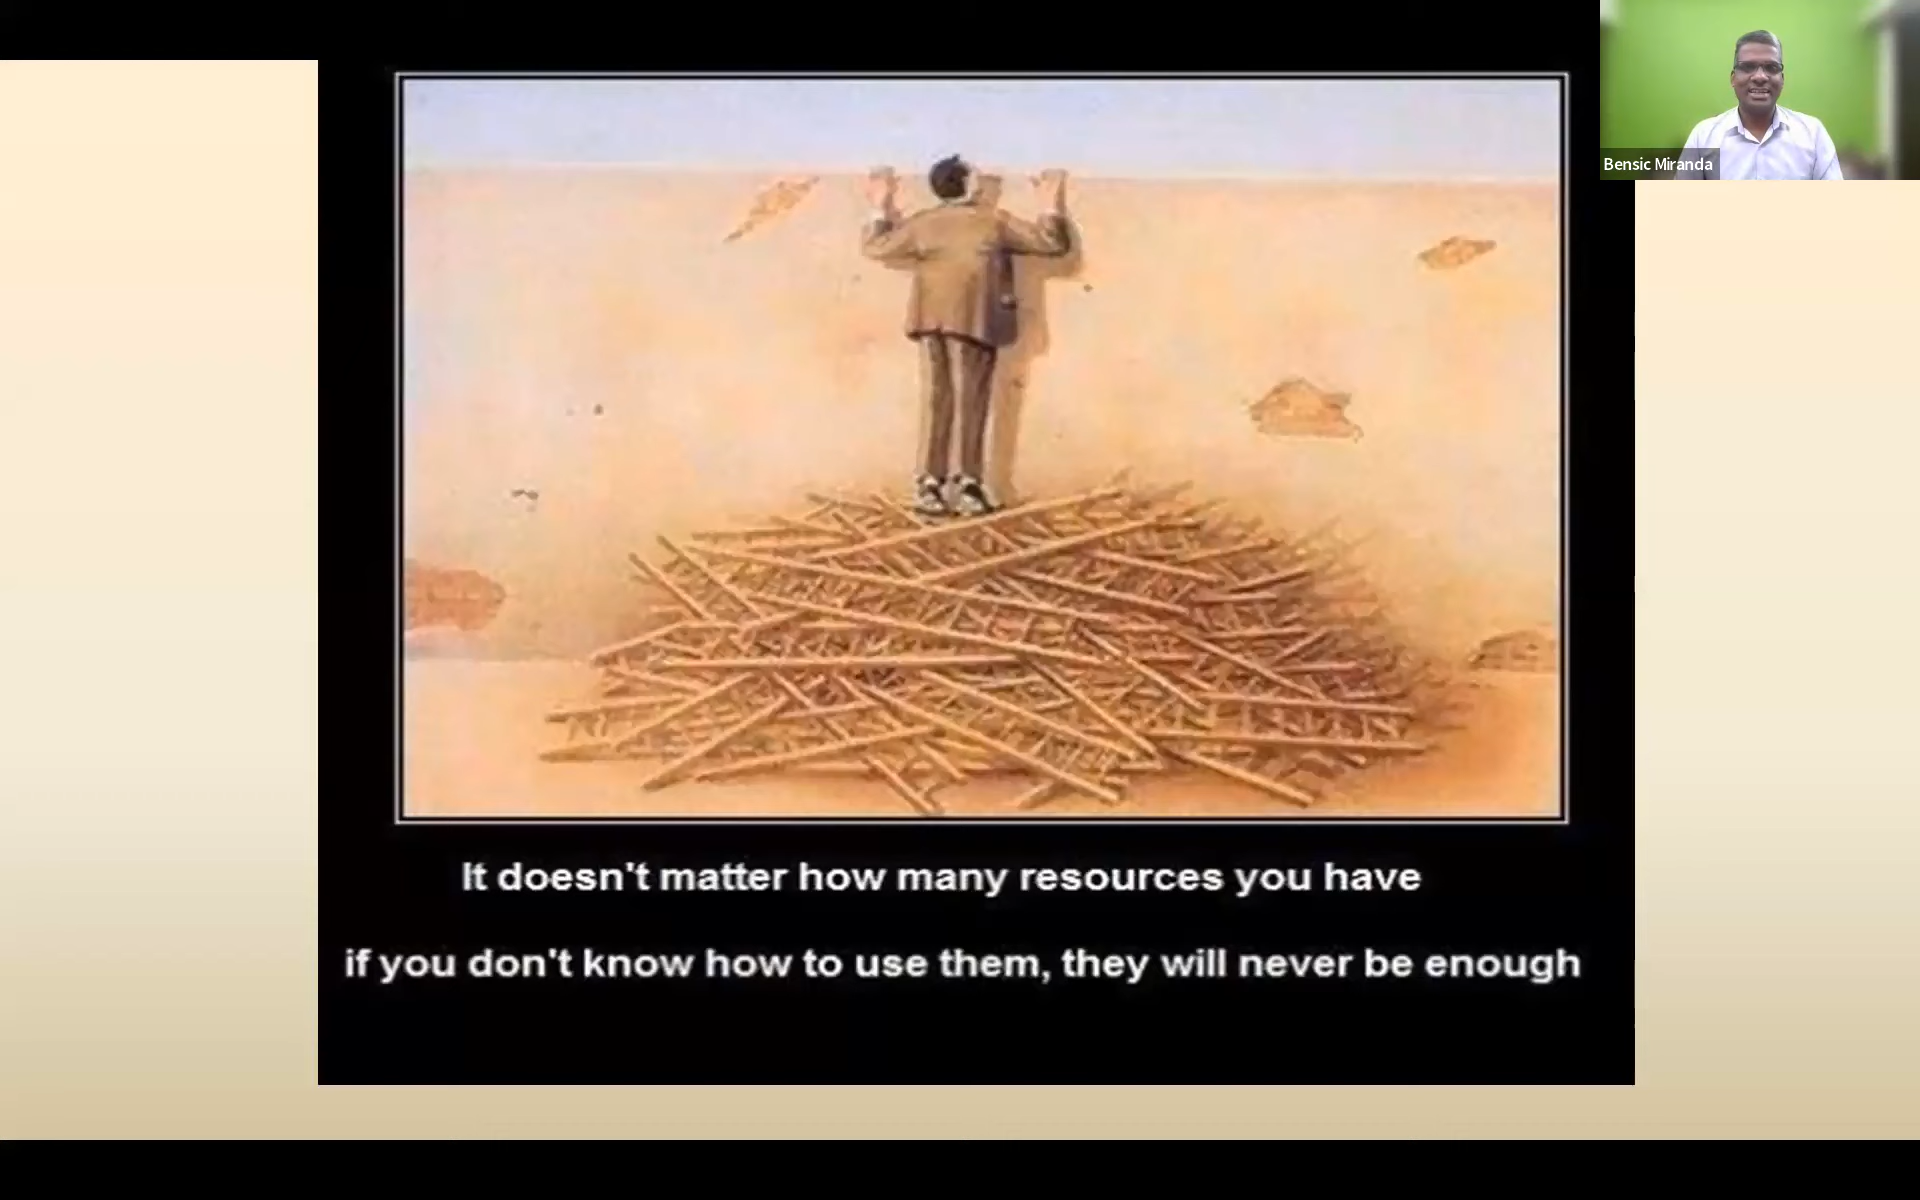 Bensic Miranda
It doesn't matter how many resources you have
if you don't know how to use them, they will never be enough